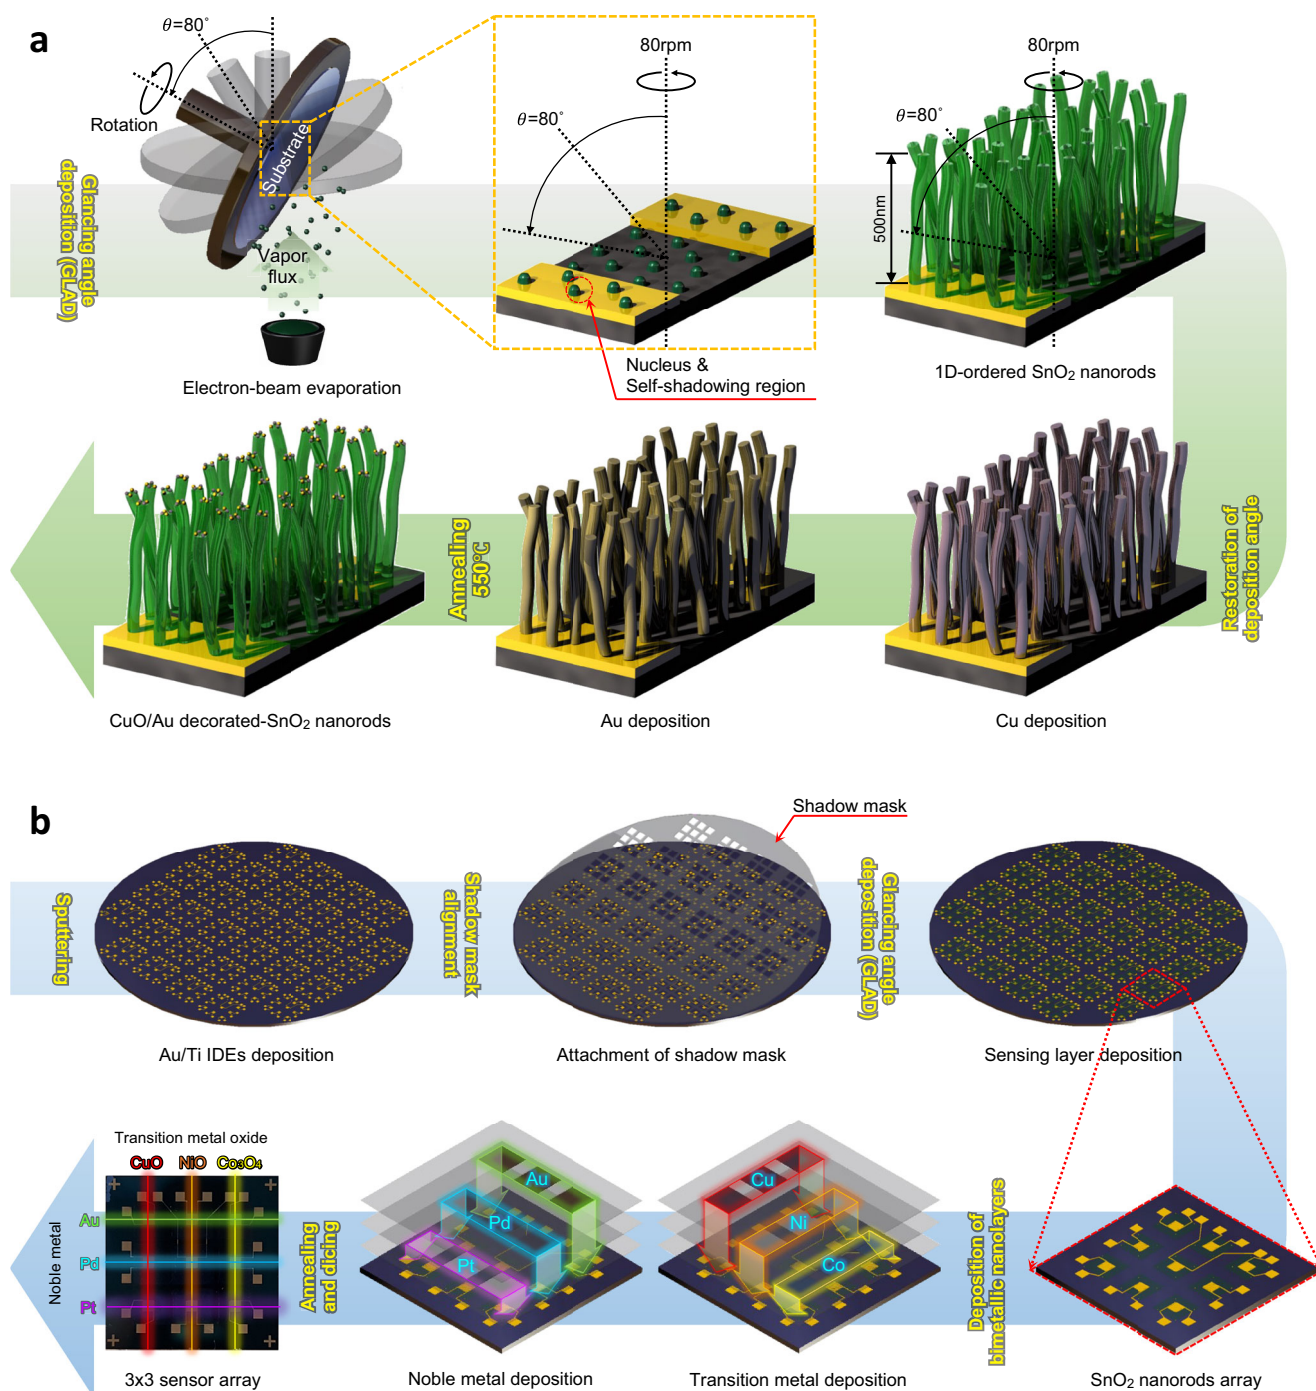 a
θ=80°
Rotation
Substrate
Vapor
flux
Electron-beam evaporation
Glancing angle
deposition (GLAD)
80rpm
θ=80°
Nucleus &
Self-shadowing region
80rpm
θ=80°
500nm
1D-ordered SnO₂ nanorods
Restoration of
deposition angle
Cu deposition
Au deposition
Annealing
550℃
CuO/Au decorated-SnO₂ nanorods
b
Sputtering
Au/Ti IDEs deposition
Shadow mask
alignment
Shadow mask
Attachment of shadow mask
Glancing angle
deposition (GLAD)
Sensing layer deposition
SnO₂ nanorods array
Deposition of
bimetallic nanolayers
Cu
Ni
Co
Transition metal deposition
Au
Pd
Pt
Noble metal deposition
Annealing
and dicing
Transition metal oxide
CuO NiO Co₃O₄
Noble metal
Au
Pd
Pt
3x3 sensor array